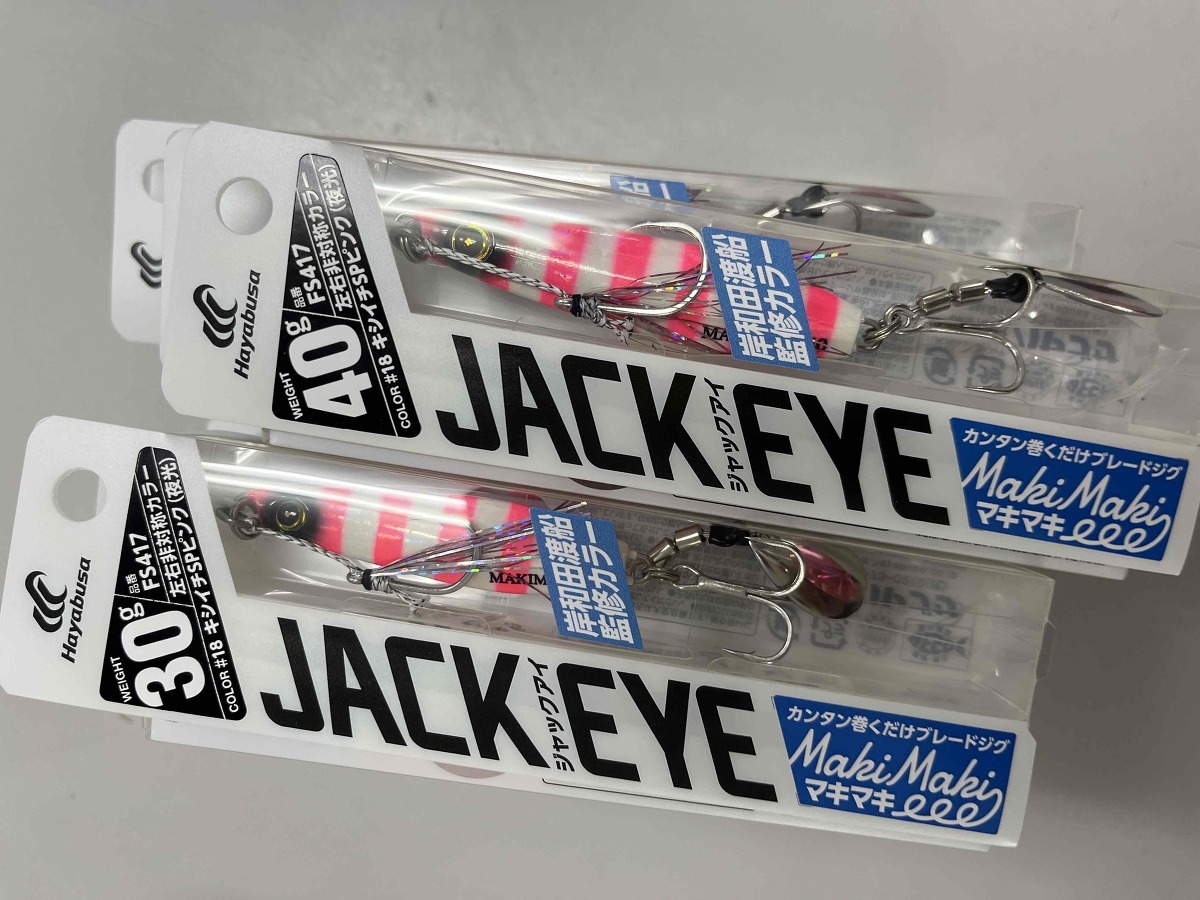 Hayabusa
WEIGHT
40g
品番
FS417
左右非対称カラー
COLOR #18 キシイチSPピンク(夜光)
JACK EYE
ジャックアイ
岸和田渡船
監修カラー
カンタン巻くだけブレードジグ
Maki Maki
マキマキ
Hayabusa
WEIGHT
30g
品番
FS417
左右非対称カラー
COLOR #18 キシイチSPピンク(夜光)
MAKIM
JACK EYE
ジャックアイ
岸和田渡船
監修カラー
カンタン巻くだけブレードジグ
Maki Maki
マキマキ